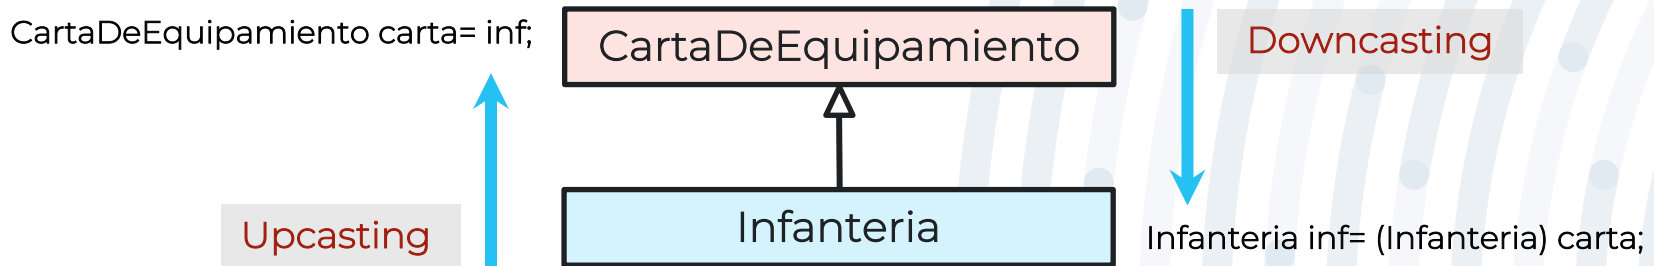 CartaDeEquipamiento carta= inf;
CartaDeEquipamiento
Downcasting
Upcasting
Infanteria
Infanteria inf= (Infanteria) carta;